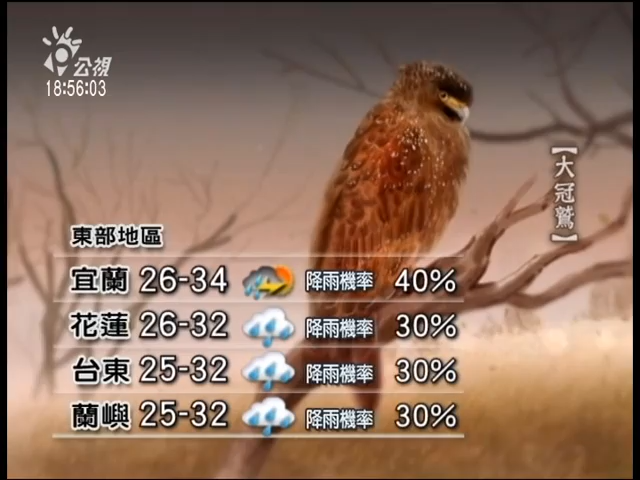 公視
18:56:03
【大冠鷲】
東部地區
宜蘭 26-34 降雨機率 40%
花蓮 26-32 降雨機率 30%
台東 25-32 降雨機率 30%
蘭嶼 25-32 降雨機率 30%